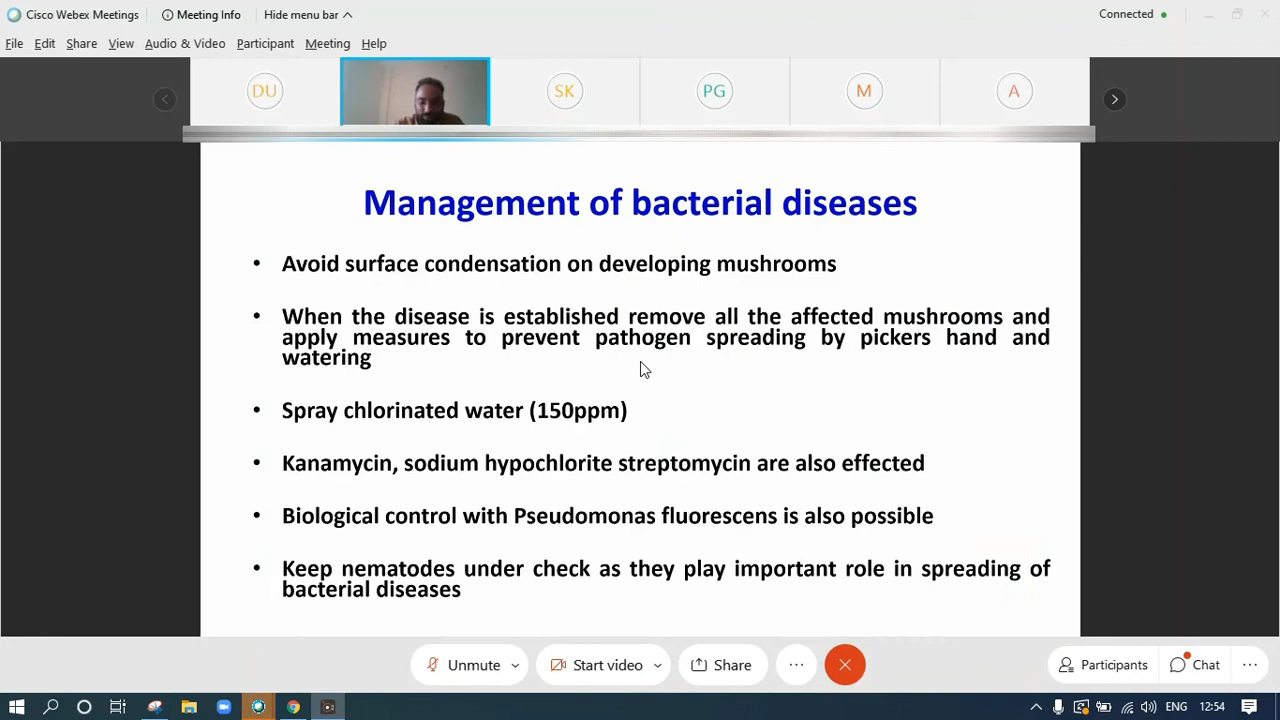 Cisco Webex Meetings
Meeting Info
Hide menu bar
Connected
File Edit Share View Audio & Video Participant Meeting Help
DU
SK
PG
M
A
Management of bacterial diseases
• Avoid surface condensation on developing mushrooms
• When the disease is established remove all the affected mushrooms and
apply measures to prevent pathogen spreading by pickers hand and
watering
• Spray chlorinated water (150ppm)
• Kanamycin, sodium hypochlorite streptomycin are also effected
• Biological control with Pseudomonas fluorescens is also possible
• Keep nematodes under check as they play important role in spreading of
bacterial diseases
Unmute
Start video
Share
Participants
Chat
ENG
12:54